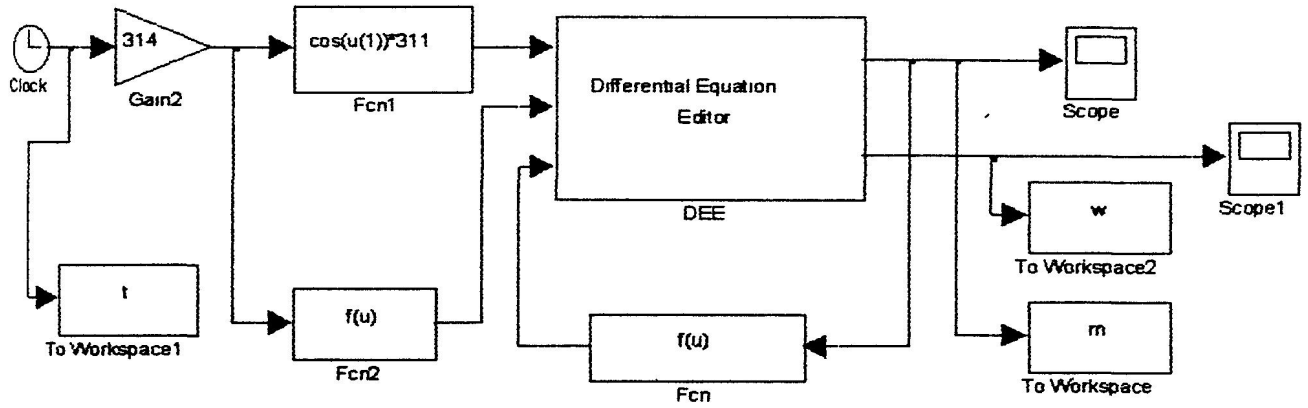 Clock
314
Gain2
cos(u(1))*311
Fcn1
Differential Equation
Editor
DEE
Scope
Scope1
w
To Workspace2
t
To Workspace1
f(u)
Fcn2
f(u)
Fcn
m
To Workspace